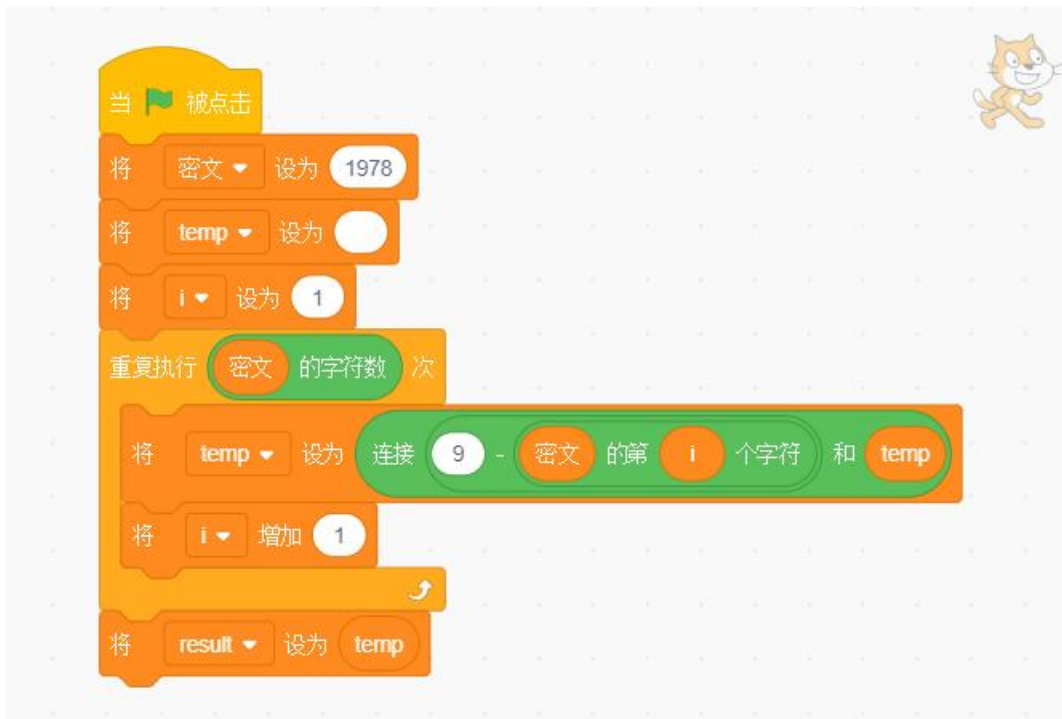 当 被点击
将 密文 设为 1978
将 temp 设为
将 i 设为 1
重复执行 密文 的字符数 次
将 temp 设为 连接 9 - 密文 的第 i 个字符 和 temp
将 i 增加 1
将 result 设为 temp